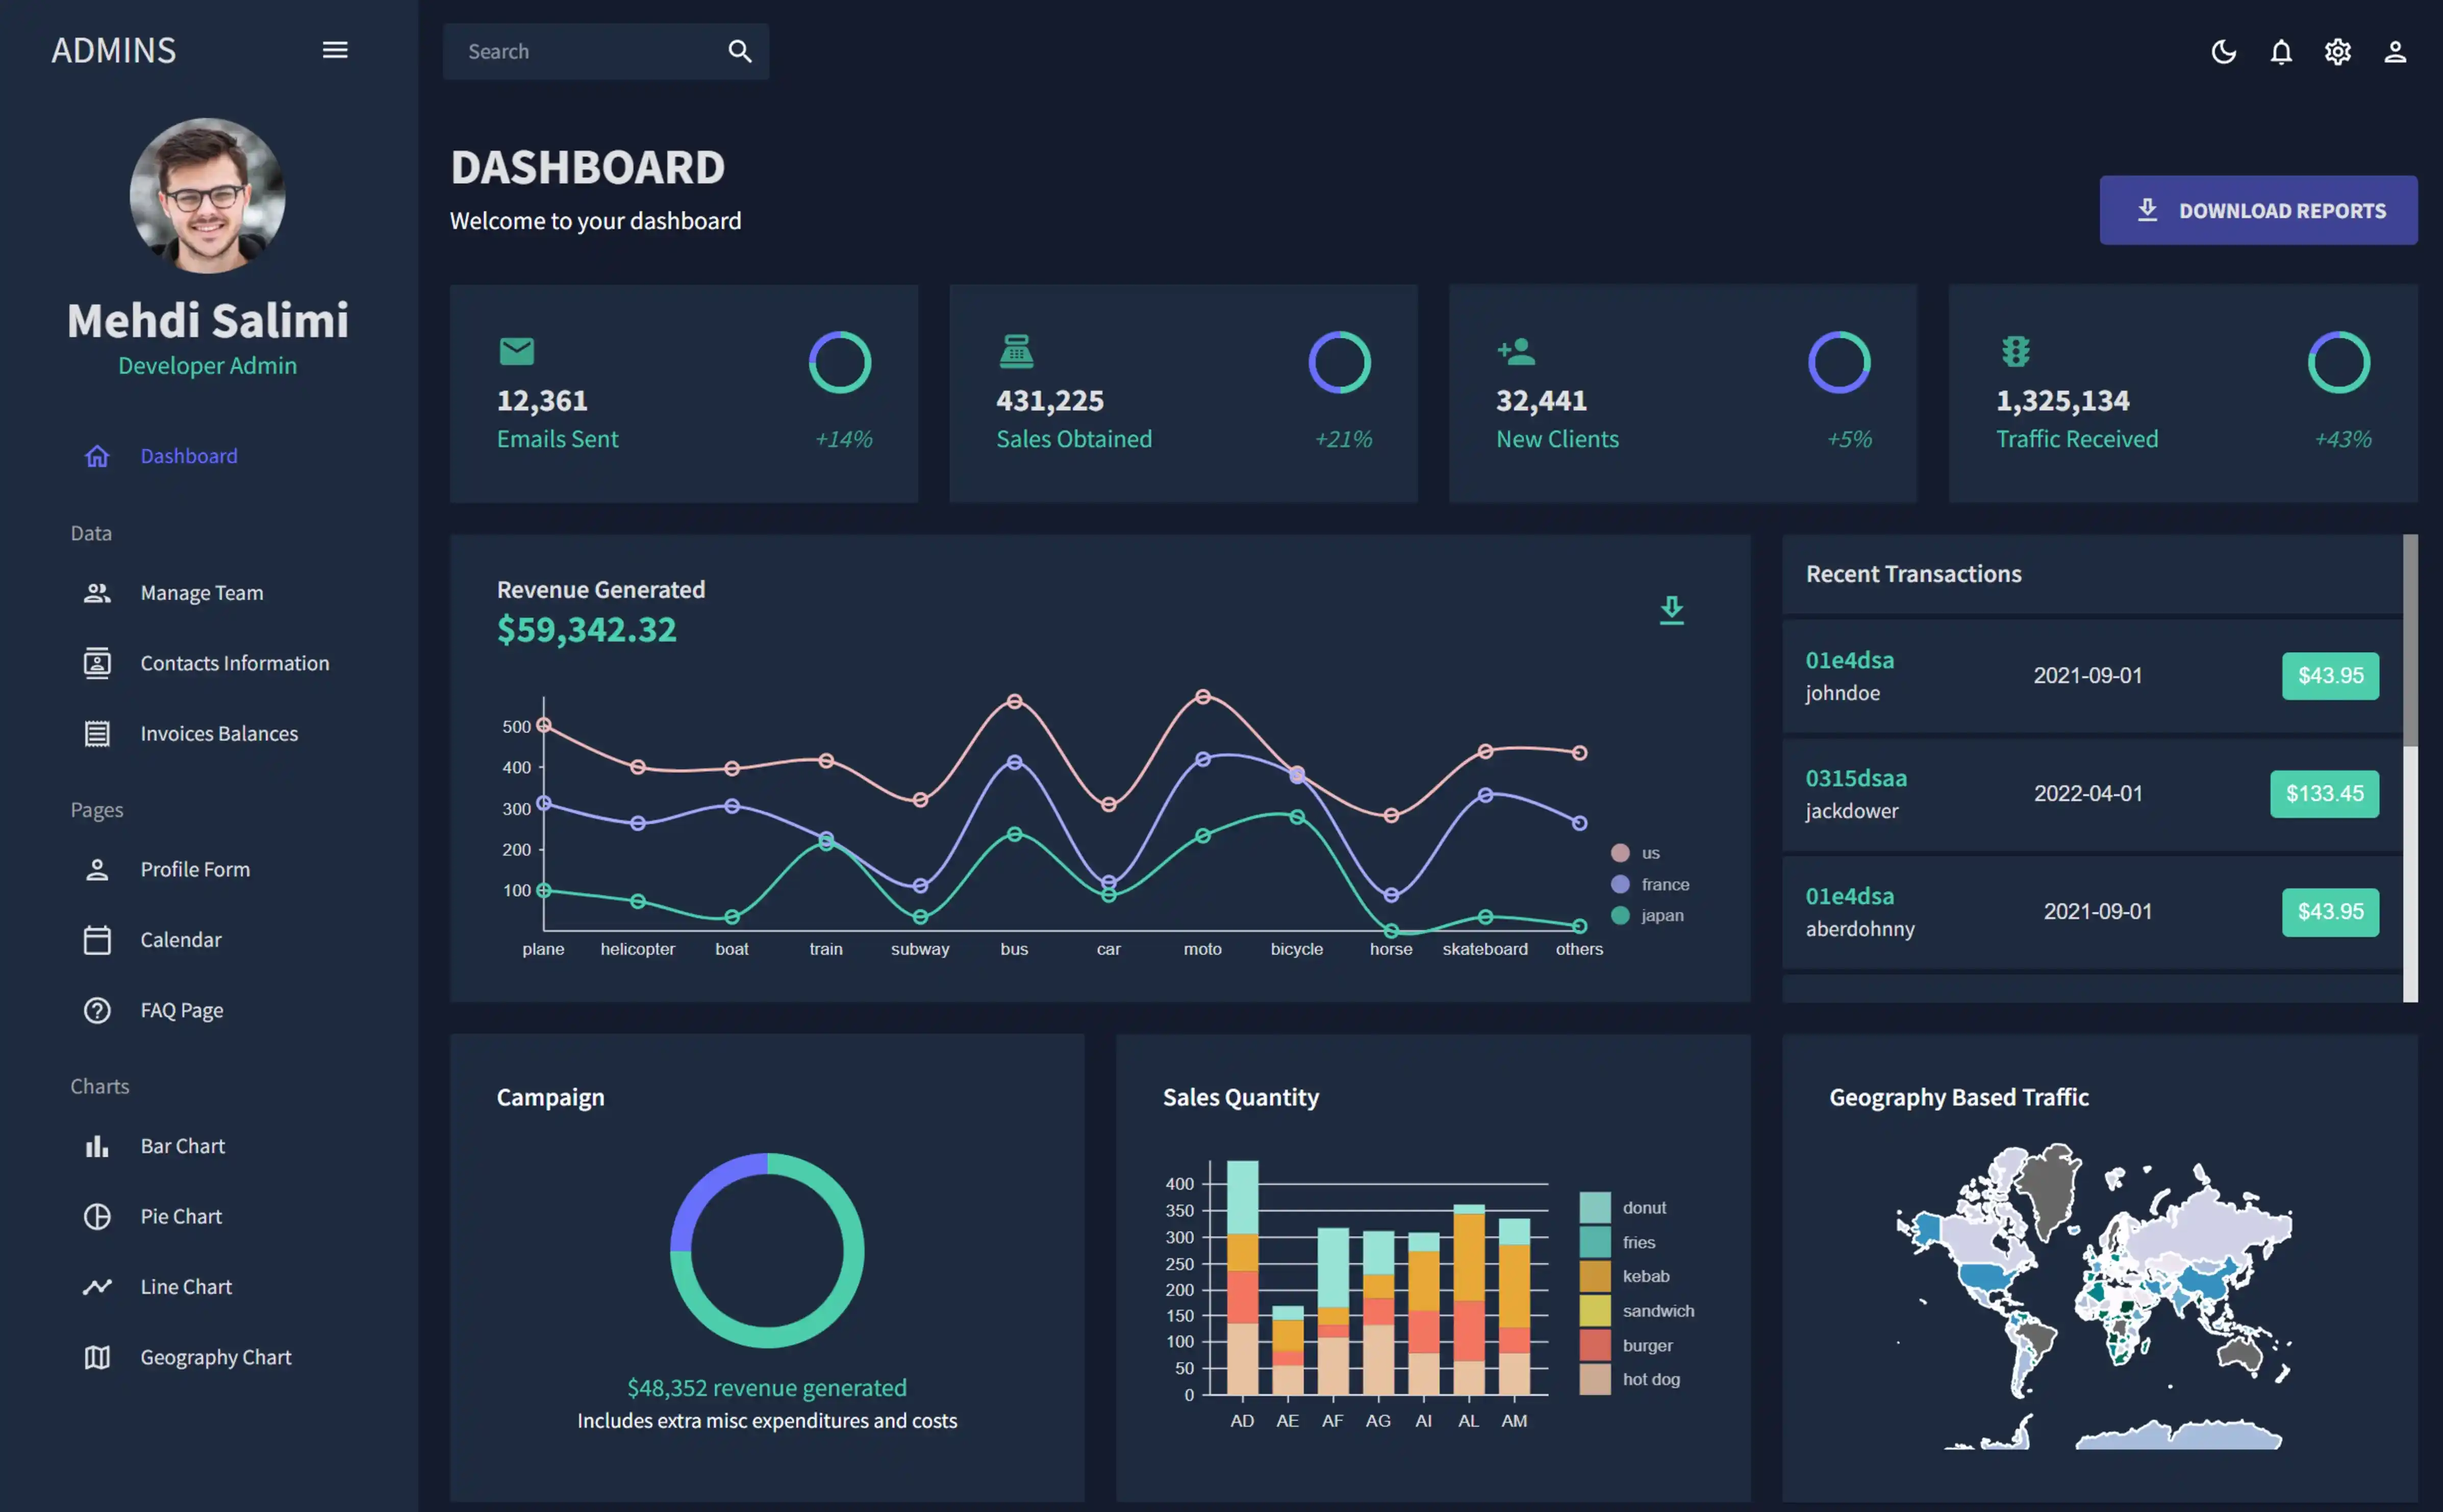 ADMINS
Search
Mehdi Salimi
Developer Admin
Dashboard
Data
Manage Team
Contacts Information
Invoices Balances
Pages
Profile Form
Calendar
FAQ Page
Charts
Bar Chart
Pie Chart
Line Chart
Geography Chart
DASHBOARD
Welcome to your dashboard
DOWNLOAD REPORTS
12,361
Emails Sent
+14%
431,225
Sales Obtained
+21%
32,441
New Clients
+5%
1,325,134
Traffic Received
+43%
Revenue Generated
$59,342.32
500
400
300
200
100
plane helicopter boat train subway bus car moto bicycle horse skateboard others
us
france
japan
Recent Transactions
01e4dsa
johndoe
2021-09-01
$43.95
0315dsaa
jackdower
2022-04-01
$133.45
01e4dsa
aberdohnny
2021-09-01
$43.95
Campaign
$48,352 revenue generated
Includes extra misc expenditures and costs
Sales Quantity
400
350
300
250
200
150
100
50
0
AD AE AF AG AI AL AM
donut
fries
kebab
sandwich
burger
hot dog
Geography Based Traffic